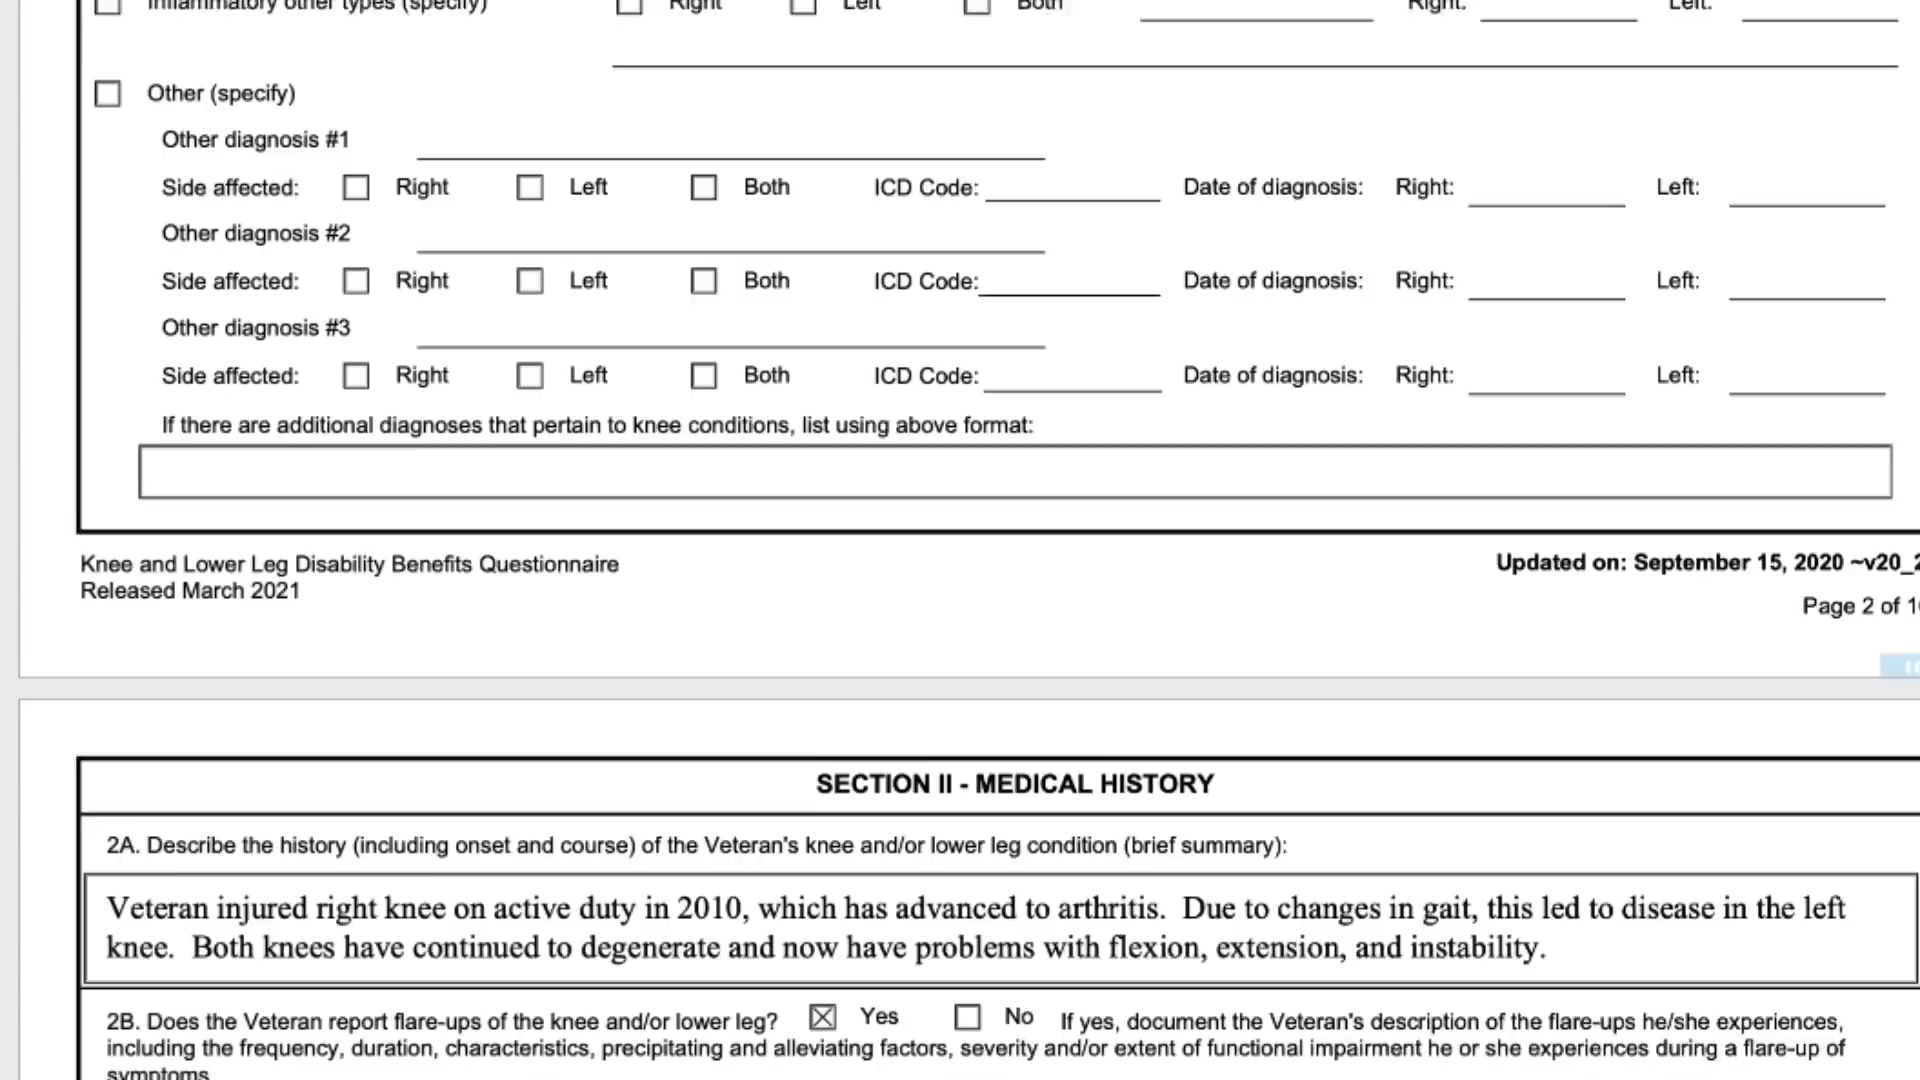 Inflammatory other types (specify) Right Left Both Right: Left:
Other (specify)
Other diagnosis #1
Side affected: Right Left Both ICD Code: Date of diagnosis: Right: Left:
Other diagnosis #2
Side affected: Right Left Both ICD Code: Date of diagnosis: Right: Left:
Other diagnosis #3
Side affected: Right Left Both ICD Code: Date of diagnosis: Right: Left:
If there are additional diagnoses that pertain to knee conditions, list using above format:
Knee and Lower Leg Disability Benefits Questionnaire
Released March 2021
Updated on: September 15, 2020 ~v20_
Page 2 of
SECTION II - MEDICAL HISTORY
2A. Describe the history (including onset and course) of the Veteran's knee and/or lower leg condition (brief summary):
Veteran injured right knee on active duty in 2010, which has advanced to arthritis. Due to changes in gait, this led to disease in the left
knee. Both knees have continued to degenerate and now have problems with flexion, extension, and instability.
2B. Does the Veteran report flare-ups of the knee and/or lower leg? Yes No If yes, document the Veteran's description of the flare-ups he/she experiences,
including the frequency, duration, characteristics, precipitating and alleviating factors, severity and/or extent of functional impairment he or she experiences during a flare-up of
symptoms